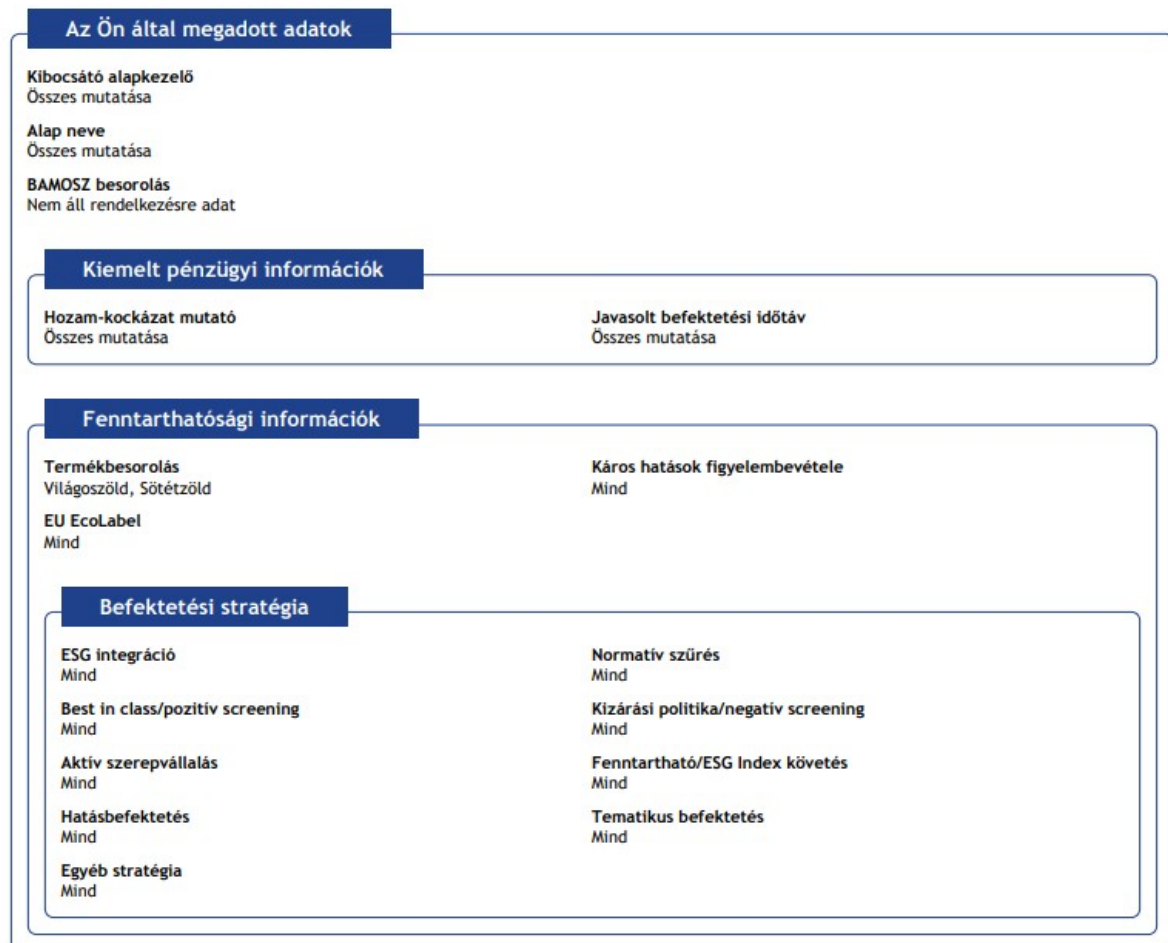 Az Ön által megadott adatok
Kibocsátó alapkezelő
Összes mutatása
Alap neve
Összes mutatása
BAMOSZ besorolás
Nem áll rendelkezésre adat
Kiemelt pénzügyi információk
Hozam-kockázat mutató
Összes mutatása
Javasolt befektetési időtáv
Összes mutatása
Fenntarthatósági információk
Termékbesorolás
Világoszöld, Sötétzöld
Káros hatások figyelembevétele
Mind
EU EcoLabel
Mind
Befektetési stratégia
ESG integráció
Mind
Normatív szűrés
Mind
Best in class/pozitív screening
Mind
Kizárási politika/negatív screening
Mind
Aktív szerepvállalás
Mind
Fenntartható/ESG Index követés
Mind
Hatásbefektetés
Mind
Tematikus befektetés
Mind
Egyéb stratégia
Mind